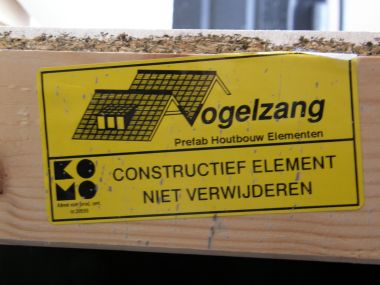 Vogelzang
Prefab Houtbouw Elementen
KOMO
CONSTRUCTIEF ELEMENT
NIET VERWIJDEREN